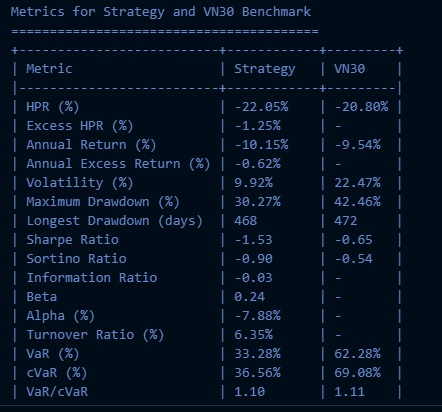 Metrics for Strategy and VN30 Benchmark
========================================
+--------------------------+------------+---------+
| Metric | Strategy | VN30 |
|--------------------------+------------+---------|
| HPR (%) | -22.05% | -20.80% |
| Excess HPR (%) | -1.25% | - |
| Annual Return (%) | -10.15% | -9.54% |
| Annual Excess Return (%) | -0.62% | - |
| Volatility (%) | 9.92% | 22.47% |
| Maximum Drawdown (%) | 30.27% | 42.46% |
| Longest Drawdown (days) | 468 | 472 |
| Sharpe Ratio | -1.53 | -0.65 |
| Sortino Ratio | -0.90 | -0.54 |
| Information Ratio | -0.03 | - |
| Beta | 0.24 | - |
| Alpha (%) | -7.88% | - |
| Turnover Ratio (%) | 6.35% | - |
| VaR (%) | 33.28% | 62.28% |
| cVaR (%) | 36.56% | 69.08% |
| VaR/cVaR | 1.10 | 1.11 |